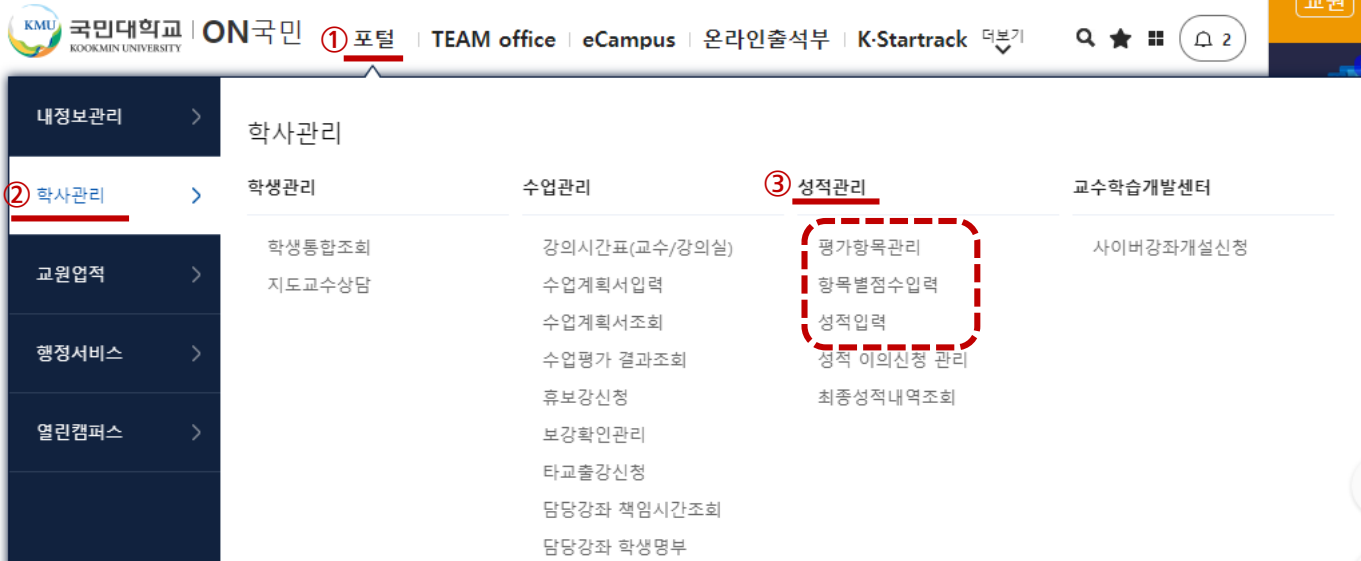 교원
KMU 국민대학교 ON국민 ① 포털 TEAM office eCampus 온라인출석부 K·Startrack 더보기 2
KOOKMIN UNIVERSITY
내정보관리
② 학사관리
교원업적
행정서비스
열린캠퍼스
학사관리
학생관리
학생통합조회
지도교수상담
수업관리
강의시간표(교수/강의실)
수업계획서입력
수업계획서조회
수업평가 결과조회
휴보강신청
보강확인관리
타교출강신청
담당강좌 책임시간조회
담당강좌 학생명부
③ 성적관리
평가항목관리
항목별점수입력
성적입력
성적 이의신청 관리
최종성적내역조회
교수학습개발센터
사이버강좌개설신청